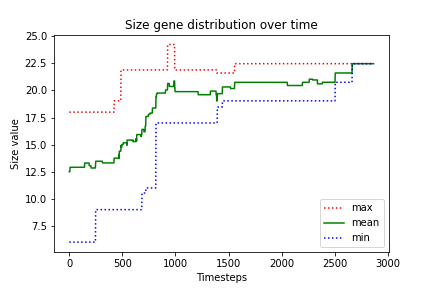 Size gene distribution over time
25.0
22.5
20.0
17.5
15.0
12.5
10.0
7.5
Size value
0 500 1000 1500 2000 2500 3000
Timesteps
max
mean
min